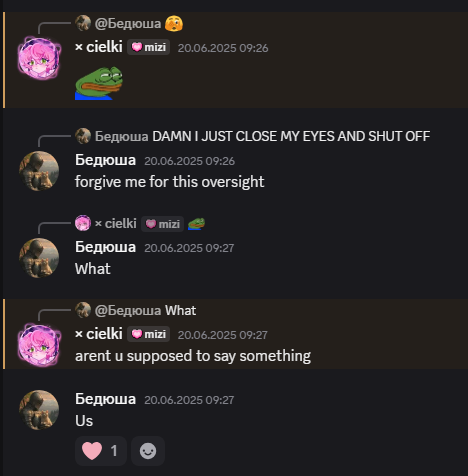 @Бедюша
× cielki mizi 20.06.2025 09:26
Бедюша DAMN I JUST CLOSE MY EYES AND SHUT OFF
Бедюша 20.06.2025 09:26
forgive me for this oversight
× cielki mizi
Бедюша 20.06.2025 09:27
What
@Бедюша What
× cielki mizi 20.06.2025 09:27
arent u supposed to say something
Бедюша 20.06.2025 09:27
Us
1